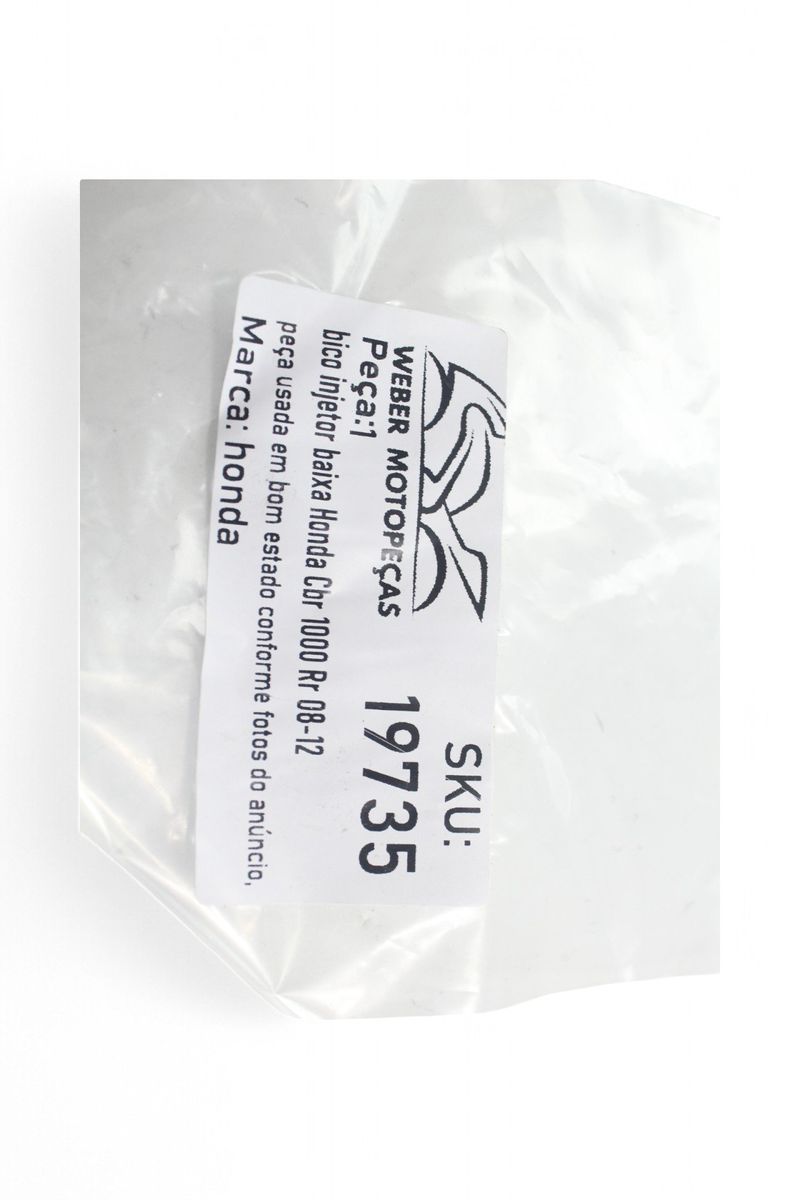 WEBER MOTOPEÇAS
SKU:
19735
Peça:1
bico injetor baixa Honda Cbr 1000 Rr 08-12
peça usada em bom estado conforme fotos do anúncio,
Marca: honda